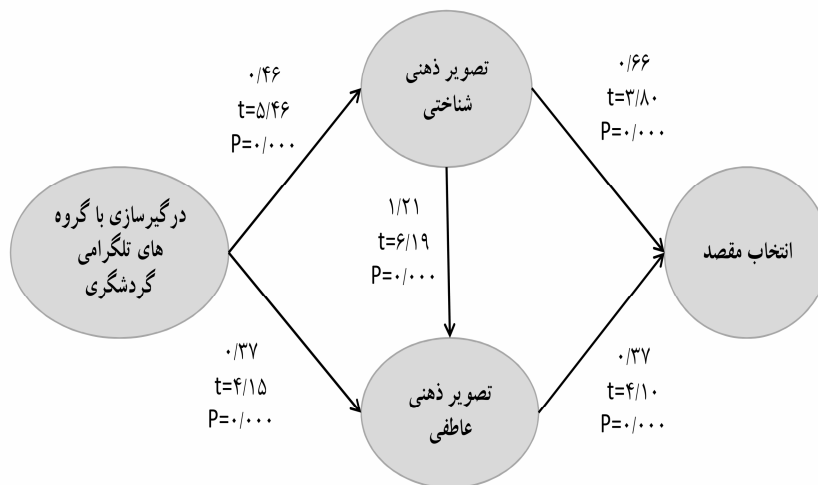 درگیرسازی با گروه
های تلگرامی
گردشگری
۰/۴۶
t=۵/۴۶
P=۰/۰۰۰
تصویر ذهنی
شناختی
۰/۶۶
t=۳/۸۰
P=۰/۰۰۰
۱/۲۱
t=۶/۱۹
P=۰/۰۰۰
انتخاب مقصد
۰/۳۷
t=۴/۱۵
P=۰/۰۰۰
تصویر ذهنی
عاطفی
۰/۳۷
t=۴/۱۰
P=۰/۰۰۰